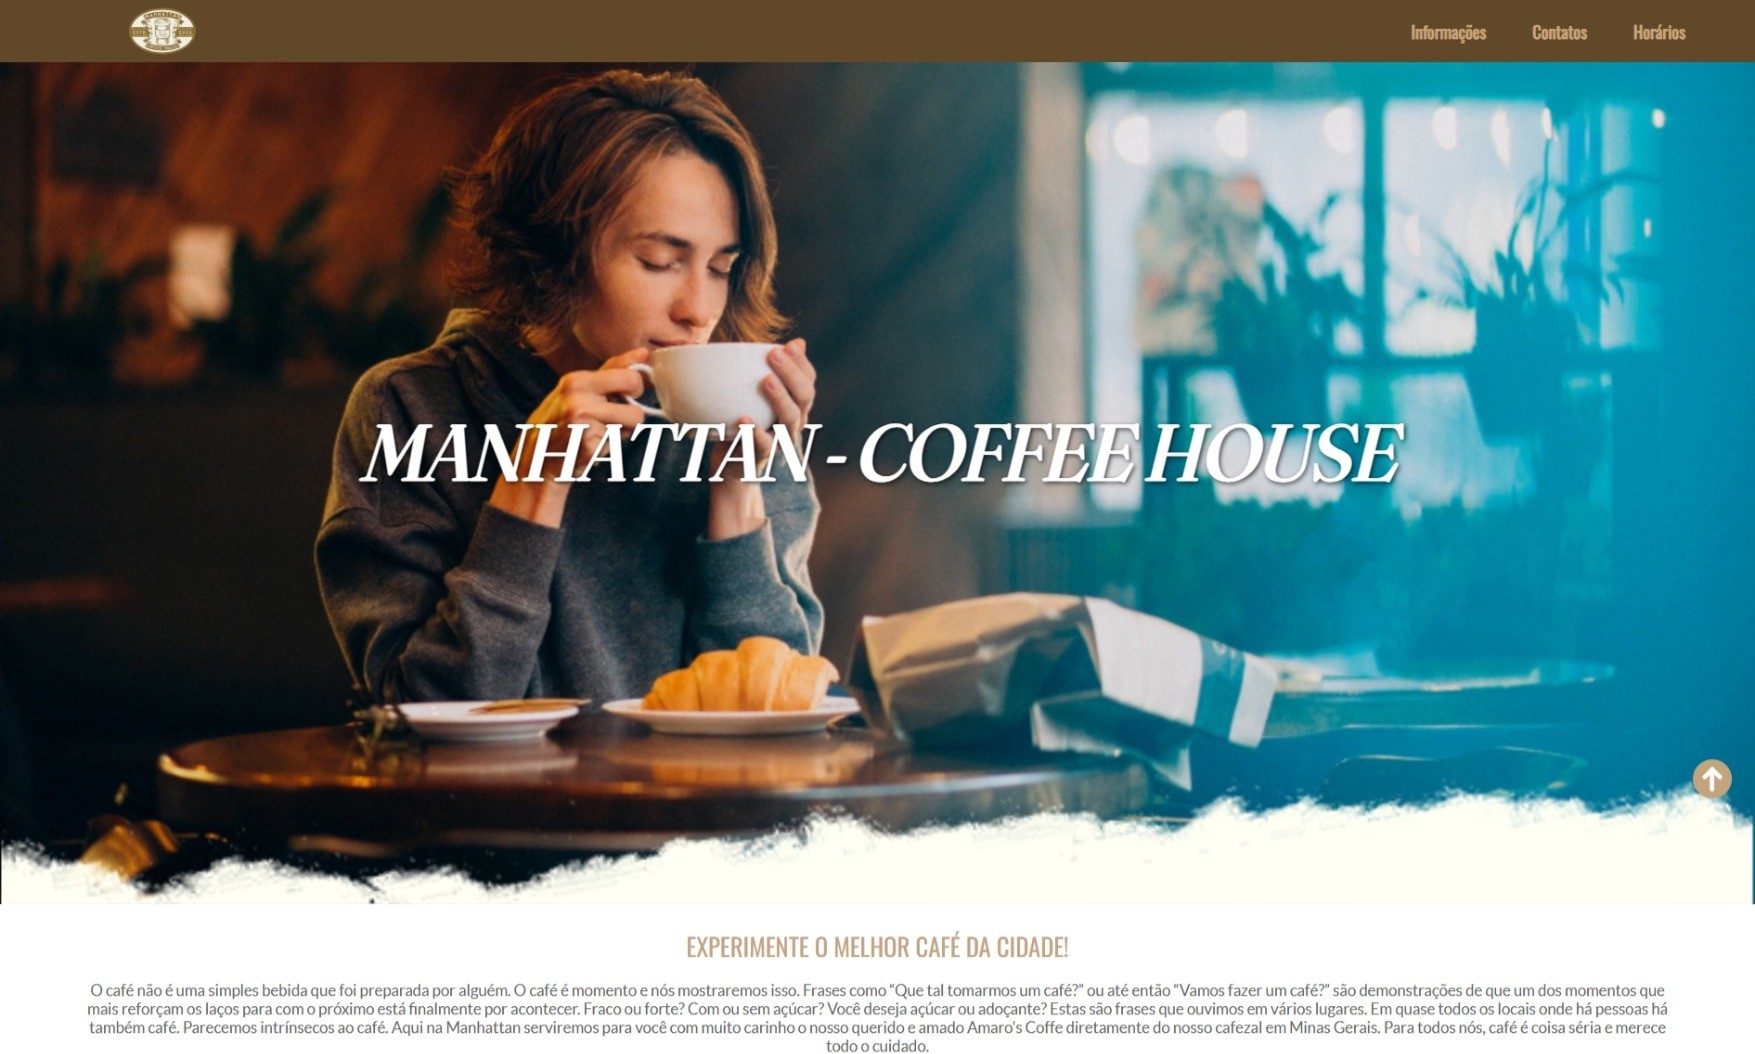 MANHATTAN
Informações Contatos Horários
MANHATTAN - COFFEE HOUSE
EXPERIMENTE O MELHOR CAFÉ DA CIDADE!
O café não é uma simples bebida que foi preparada por alguém. O café é momento e nós mostraremos isso. Frases como “Que tal tomarmos um café?” ou até então “Vamos fazer um café?” são demonstrações de que um dos momentos que
mais reforçam os laços para com o próximo está finalmente por acontecer. Fraco ou forte? Com ou sem açúcar? Você deseja açúcar ou adoçante? Estas são frases que ouvimos em vários lugares. Em quase todos os locais onde há pessoas há
também café. Parecemos intrínsecos ao café. Aqui na Manhattan serviremos para você com muito carinho o nosso querido e amado Amaro's Coffe diretamente do nosso cafezal em Minas Gerais. Para todos nós, café é coisa séria e merece
todo o cuidado.